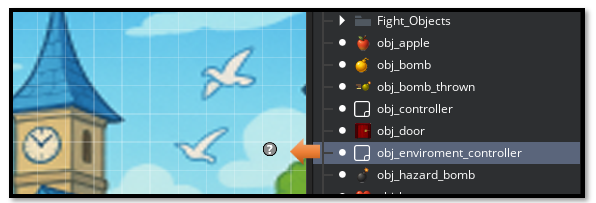 Fight_Objects
obj_apple
obj_bomb
obj_bomb_thrown
obj_controller
obj_door
?
obj_enviroment_controller
obj_hazard_bomb